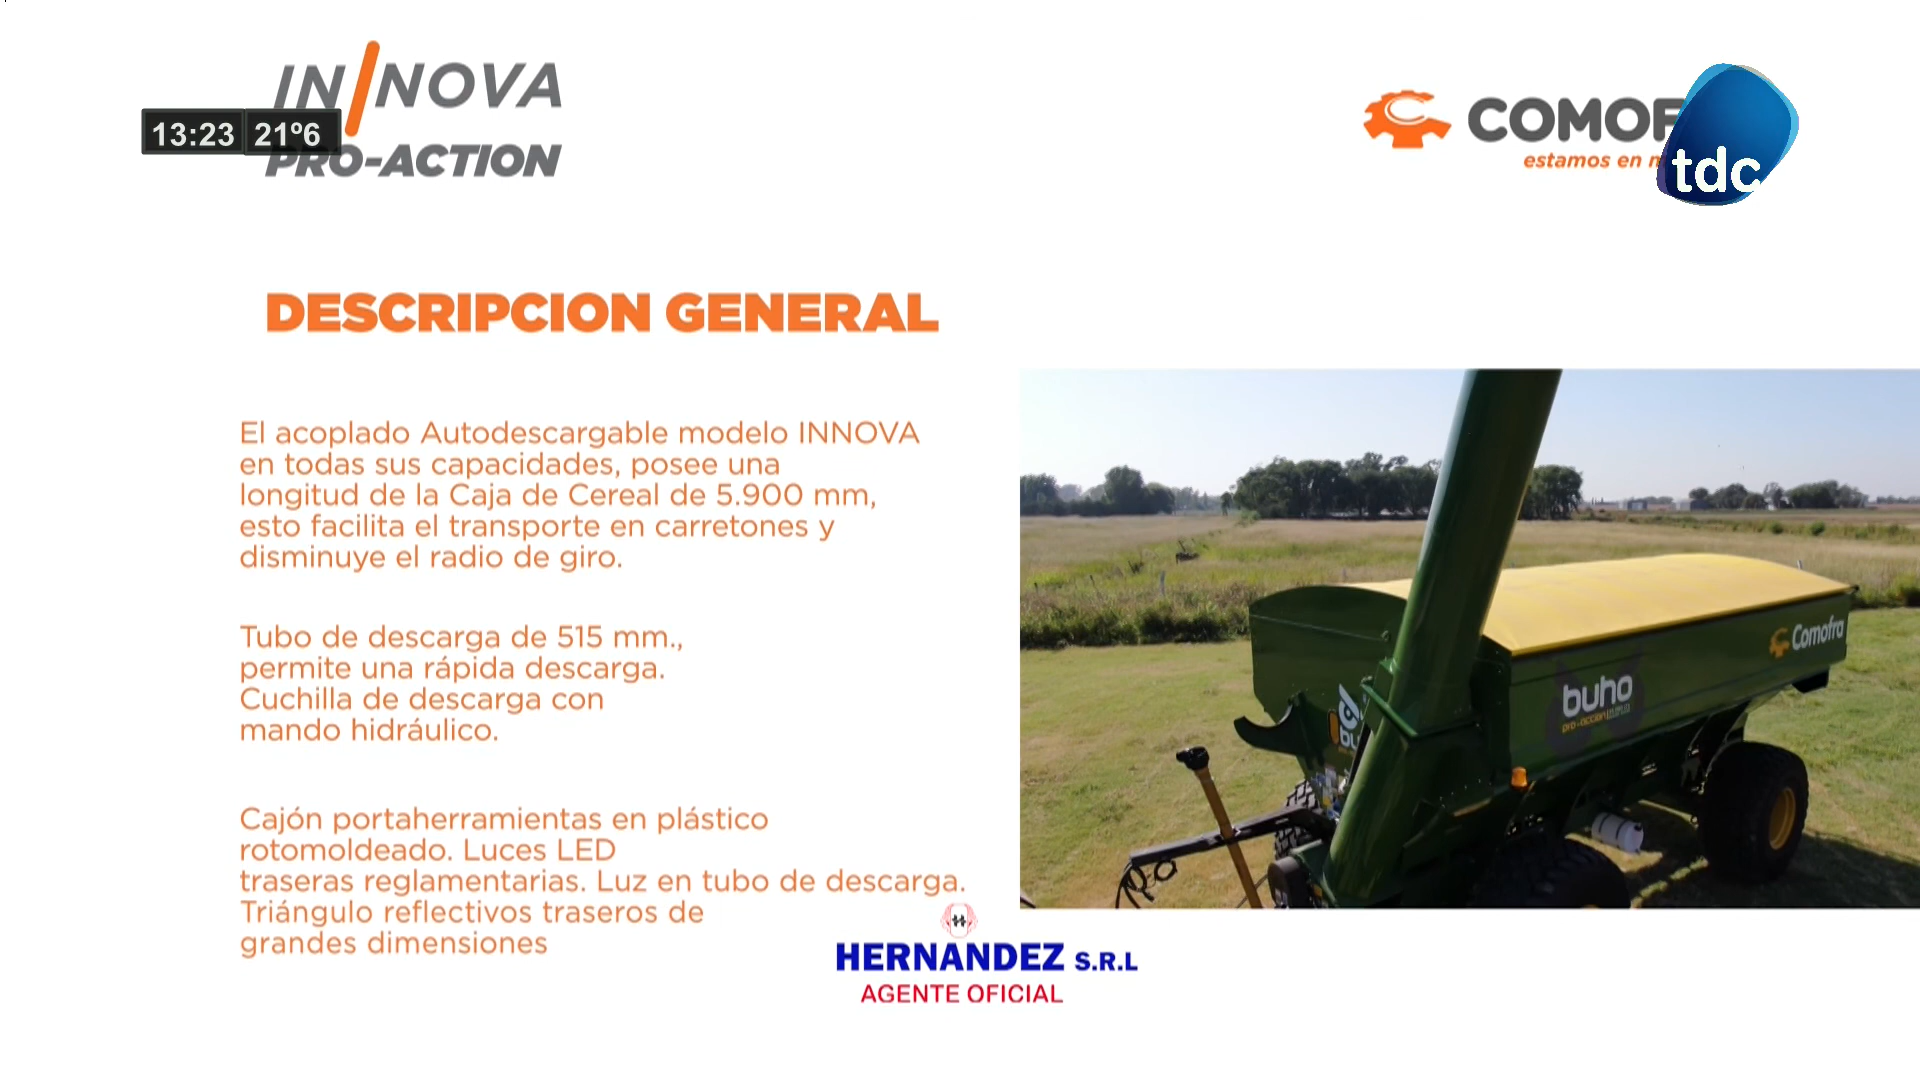 IN/NOVA
13:23 21º6
PRO-ACTION
COMOF
estamos en
tdc
DESCRIPCION GENERAL
El acoplado Autodescargable modelo INNOVA
en todas sus capacidades, posee una
longitud de la Caja de Cereal de 5.900 mm,
esto facilita el transporte en carretones y
disminuye el radio de giro.
Tubo de descarga de 515 mm.,
permite una rápida descarga.
Cuchilla de descarga con
mando hidráulico.
Cajón portaherramientas en plástico
rotomoldeado. Luces LED
traseras reglamentarias. Luz en tubo de descarga.
Triángulo reflectivos traseros de
grandes dimensiones
Comofra
buho
pro-accion
bu
H
HERNANDEZ S.R.L
AGENTE OFICIAL